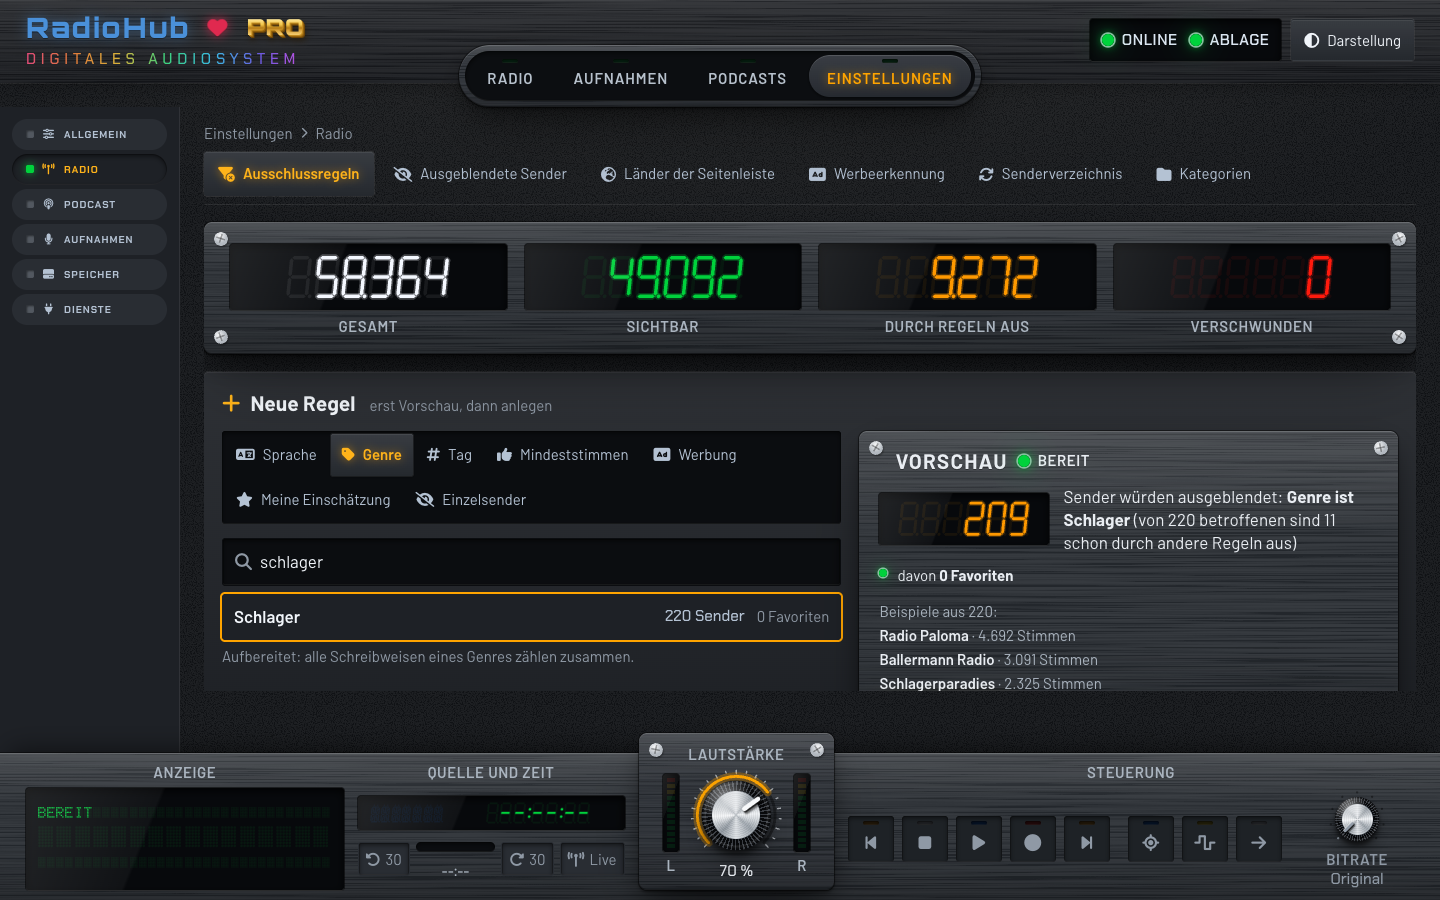 RadioHub PRO
DIGITALES AUDIOSYSTEM
RADIO AUFNAHMEN PODCASTS EINSTELLUNGEN
ONLINE ABLAGE
Darstellung
ALLGEMEIN
RADIO
PODCAST
AUFNAHMEN
SPEICHER
DIENSTE
Einstellungen > Radio
Ausschlussregeln Ausgeblendete Sender Länder der Seitenleiste Werbeerkennung Senderverzeichnis Kategorien
58.364 49.092 9.272 0
GESAMT SICHTBAR DURCH REGELN AUS VERSCHWUNDEN
Neue Regel erst Vorschau, dann anlegen
Sprache Genre Tag Mindeststimmen Werbung
Meine Einschätzung Einzelsender
schlager
Schlager 220 Sender 0 Favoriten
Aufbereitet: alle Schreibweisen eines Genres zählen zusammen.
VORSCHAU BEREIT
209
Sender würden ausgeblendet: Genre ist
Schlager (von 220 betroffenen sind 11
schon durch andere Regeln aus)
davon 0 Favoriten
Beispiele aus 220:
Radio Paloma · 4.692 Stimmen
Ballermann Radio · 3.091 Stimmen
Schlagerparadies · 2.325 Stimmen
ANZEIGE
BEREIT
QUELLE UND ZEIT
--:--:--
30 --:-- 30 Live
LAUTSTÄRKE
L 70 % R
STEUERUNG
BITRATE
Original